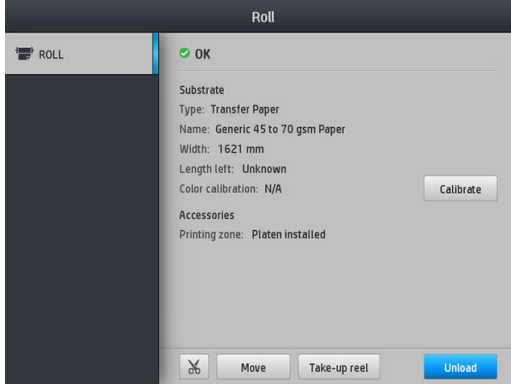 Roll
ROLL
OK
Substrate
Type: Transfer Paper
Name: Generic 45 to 70 gsm Paper
Width: 1621 mm
Length left: Unknown
Color calibration: N/A
Calibrate
Accessories
Printing zone: Platen installed
Move
Take-up reel
Unload